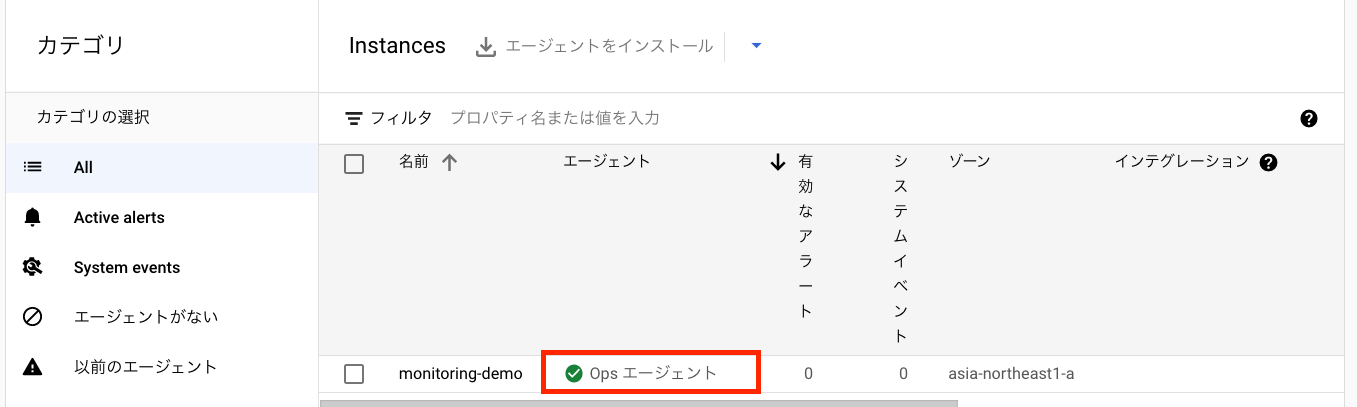 カテゴリ
Instances エージェントをインストール
カテゴリの選択
フィルタ プロパティ名または値を入力
All
Active alerts
System events
エージェントがない
以前のエージェント
名前 エージェント 有効なアラート システムイベント ゾーン インテグレーション
monitoring-demo Ops エージェント 0 0 asia-northeast1-a